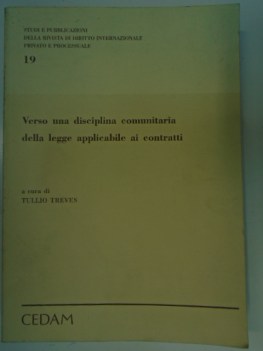 STUDI E PUBBLICAZIONI
DELLA RIVISTA DI DIRITTO INTERNAZIONALE
PRIVATO E PROCESSUALE
19
Verso una disciplina comunitaria
della legge applicabile ai contratti
a cura di
TULLIO TREVES
CEDAM